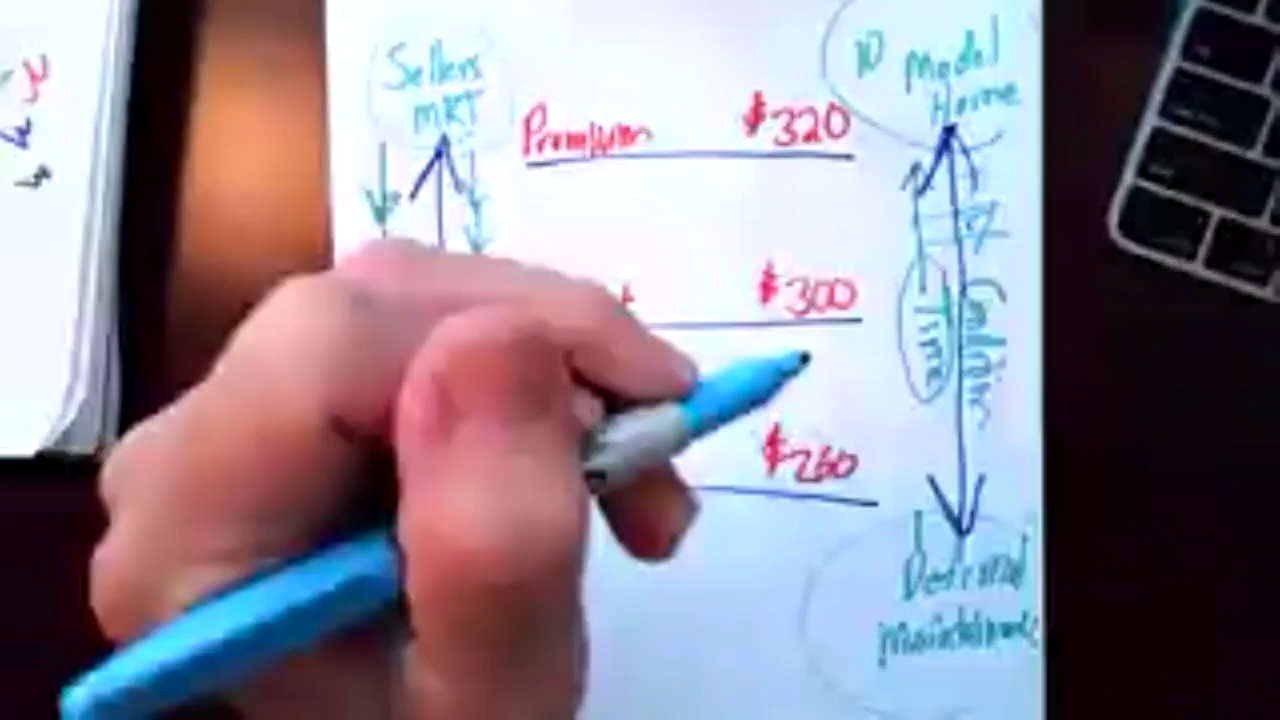 Sellers
MKT
Premium $320
10 Model
Home
$300
Time
Condition
$260
Deferred
Maintenance